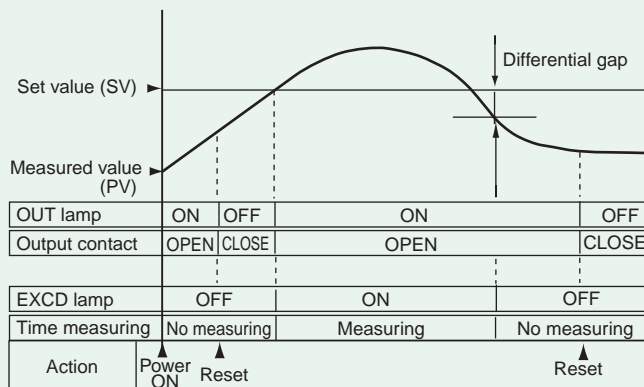 Differential gap
Set value (SV)
Measured value
(PV)
OUT lamp ON OFF ON OFF
Output contact OPEN CLOSE OPEN CLOSE
EXCD lamp OFF ON OFF
Time measuring No measuring Measuring No measuring
Action Power ON Reset Reset